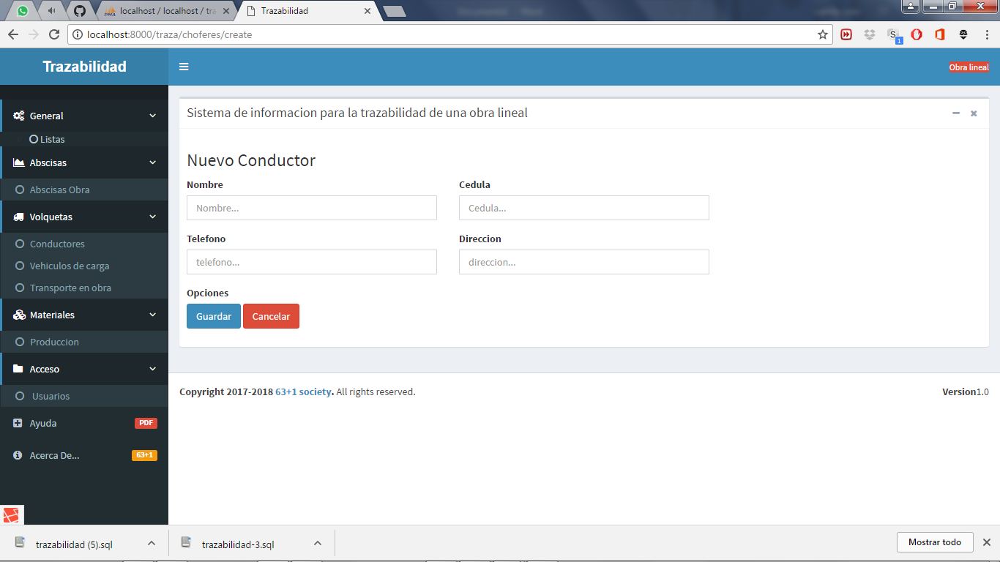 localhost / localhost / tra
Trazabilidad
localhost:8000/traza/choferes/create
S
1
Trazabilidad
Obra lineal
General
Listas
Abscisas
Abscisas Obra
Volquetas
Conductores
Vehiculos de carga
Transporte en obra
Materiales
Produccion
Acceso
Usuarios
Ayuda
PDF
Acerca De...
63+1
Sistema de informacion para la trazabilidad de una obra lineal
Nuevo Conductor
Nombre
Cedula
Nombre...
Cedula...
Telefono
Direccion
telefono...
direccion...
Opciones
Guardar
Cancelar
Copyright 2017-2018 63+1 society. All rights reserved.
Version1.0
trazabilidad (5).sql
trazabilidad-3.sql
Mostrar todo